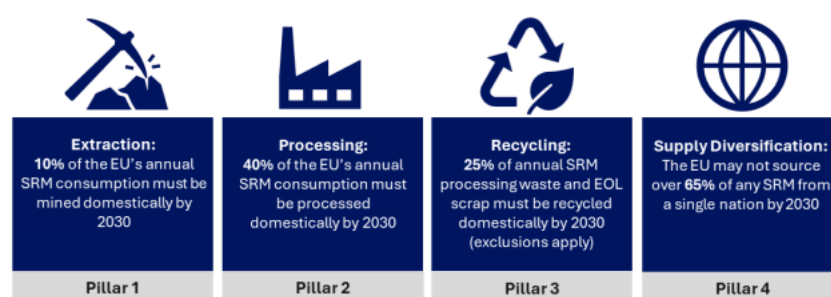 Extraction:
10% of the EU's annual
SRM consumption must be
mined domestically by
2030
Pillar 1
Processing:
40% of the EU's annual
SRM consumption must
be processed
domestically by 2030
Pillar 2
Recycling:
25% of annual SRM
processing waste and EOL
scrap must be recycled
domestically by 2030
(exclusions apply)
Pillar 3
Supply Diversification:
The EU may not source
over 65% of any SRM from
a single nation by 2030
Pillar 4